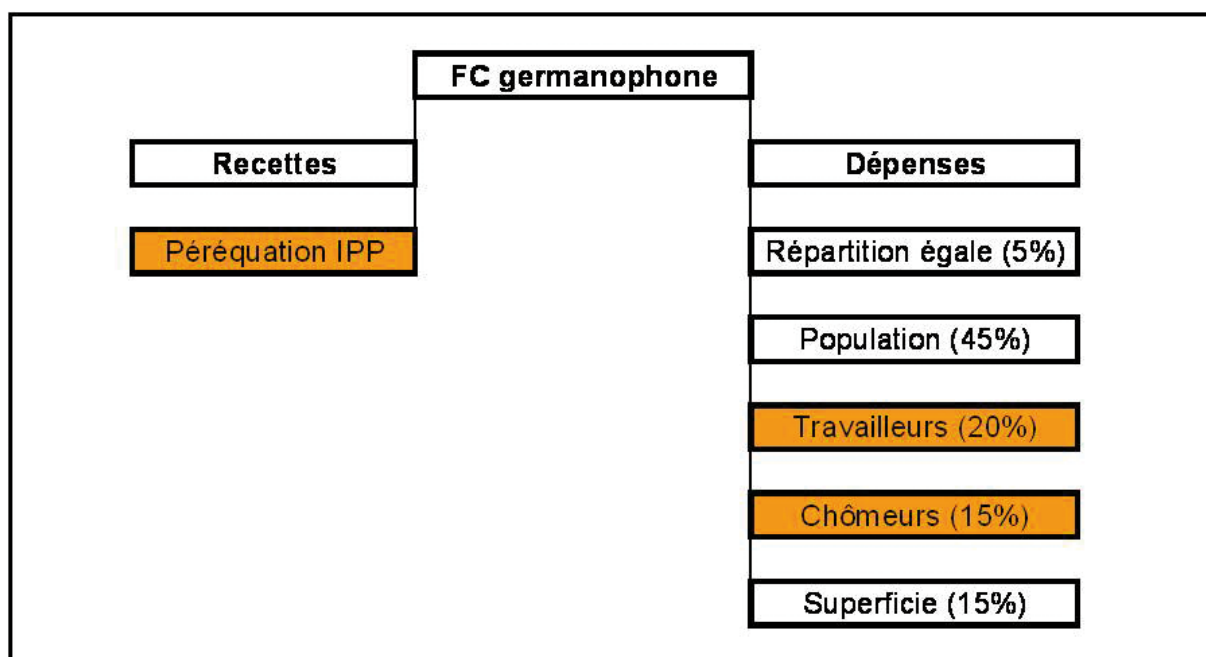 FC germanophone
Recettes
Dépenses
Péréquation IPP
Répartition égale (5%)
Population (45%)
Travailleurs (20%)
Chômeurs (15%)
Superficie (15%)